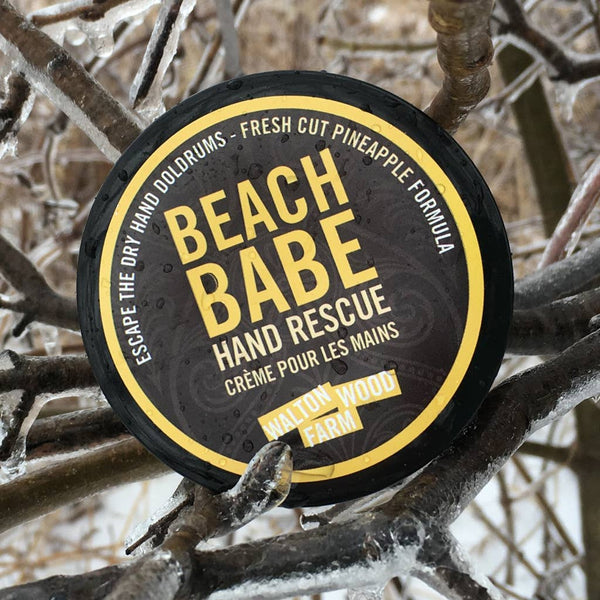 ESCAPE THE DRY HAND DOLDRUMS - FRESH CUT PINEAPPLE FORMULA
BEACH
BABE
HAND RESCUE
CRÈME POUR LES MAINS
WALTON WOOD
FARM